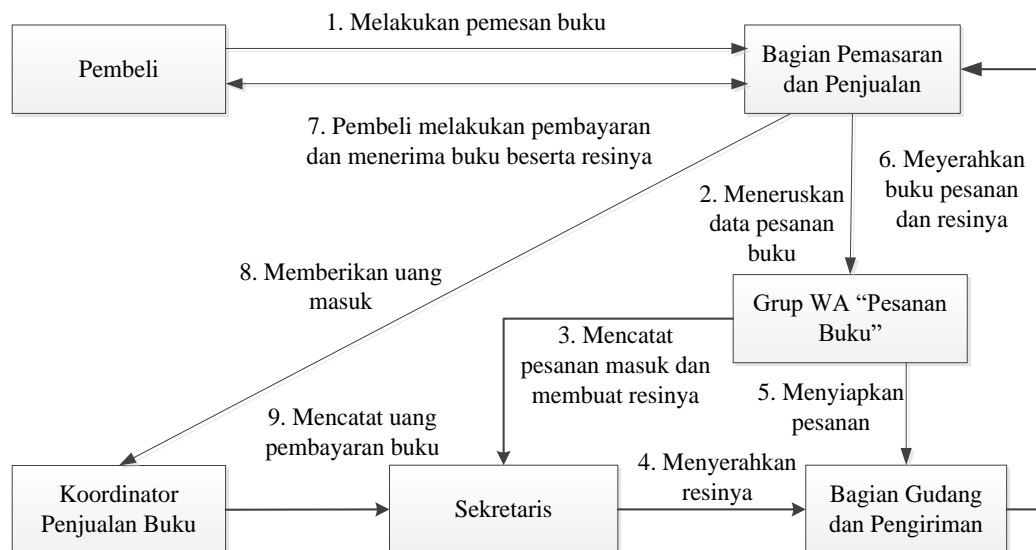 1. Melakukan pemesan buku
Pembeli
Bagian Pemasaran
dan Penjualan
7. Pembeli melakukan pembayaran
dan menerima buku beserta resinya
6. Meyerahkan
buku pesanan
dan resinya
2. Meneruskan
data pesanan
buku
8. Memberikan uang
masuk
Grup WA “Pesanan
Buku”
3. Mencatat
pesanan masuk dan
membuat resinya
5. Menyiapkan
pesanan
9. Mencatat uang
pembayaran buku
4. Menyerahkan
resinya
Koordinator
Penjualan Buku
Sekretaris
Bagian Gudang
dan Pengiriman